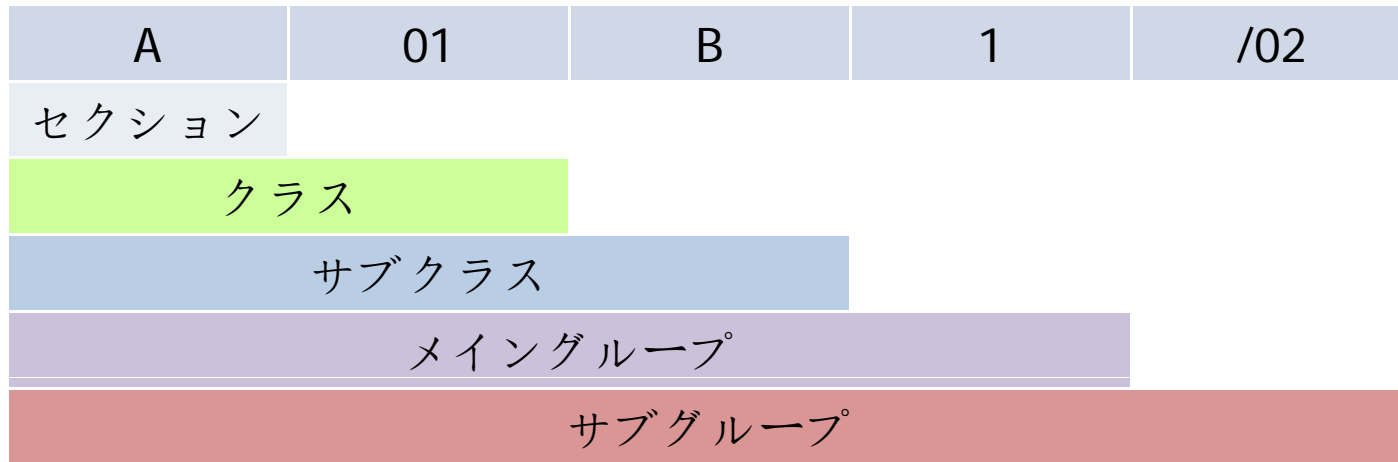 A 01 B 1 /02
セクション
クラス
サブクラス
メイングループ
サブグループ